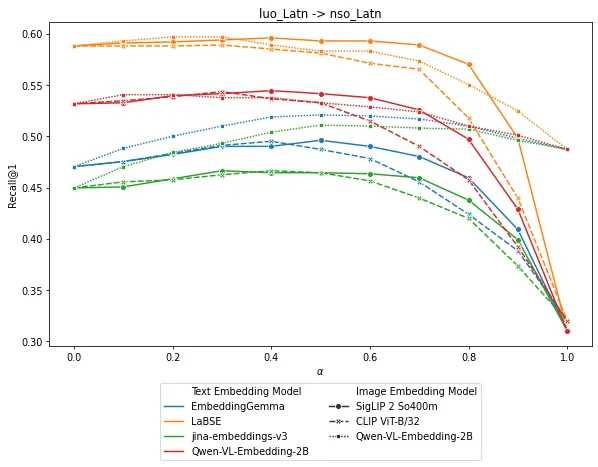 luo_Latn -> nso_Latn
Recall@1
0.60
0.55
0.50
0.45
0.40
0.35
0.30
0.0
0.2
0.4
0.6
0.8
1.0
α
Text Embedding Model
EmbeddingGemma
LaBSE
jina-embeddings-v3
Qwen-VL-Embedding-2B
Image Embedding Model
SigLIP 2 So400m
CLIP ViT-B/32
Qwen-VL-Embedding-2B